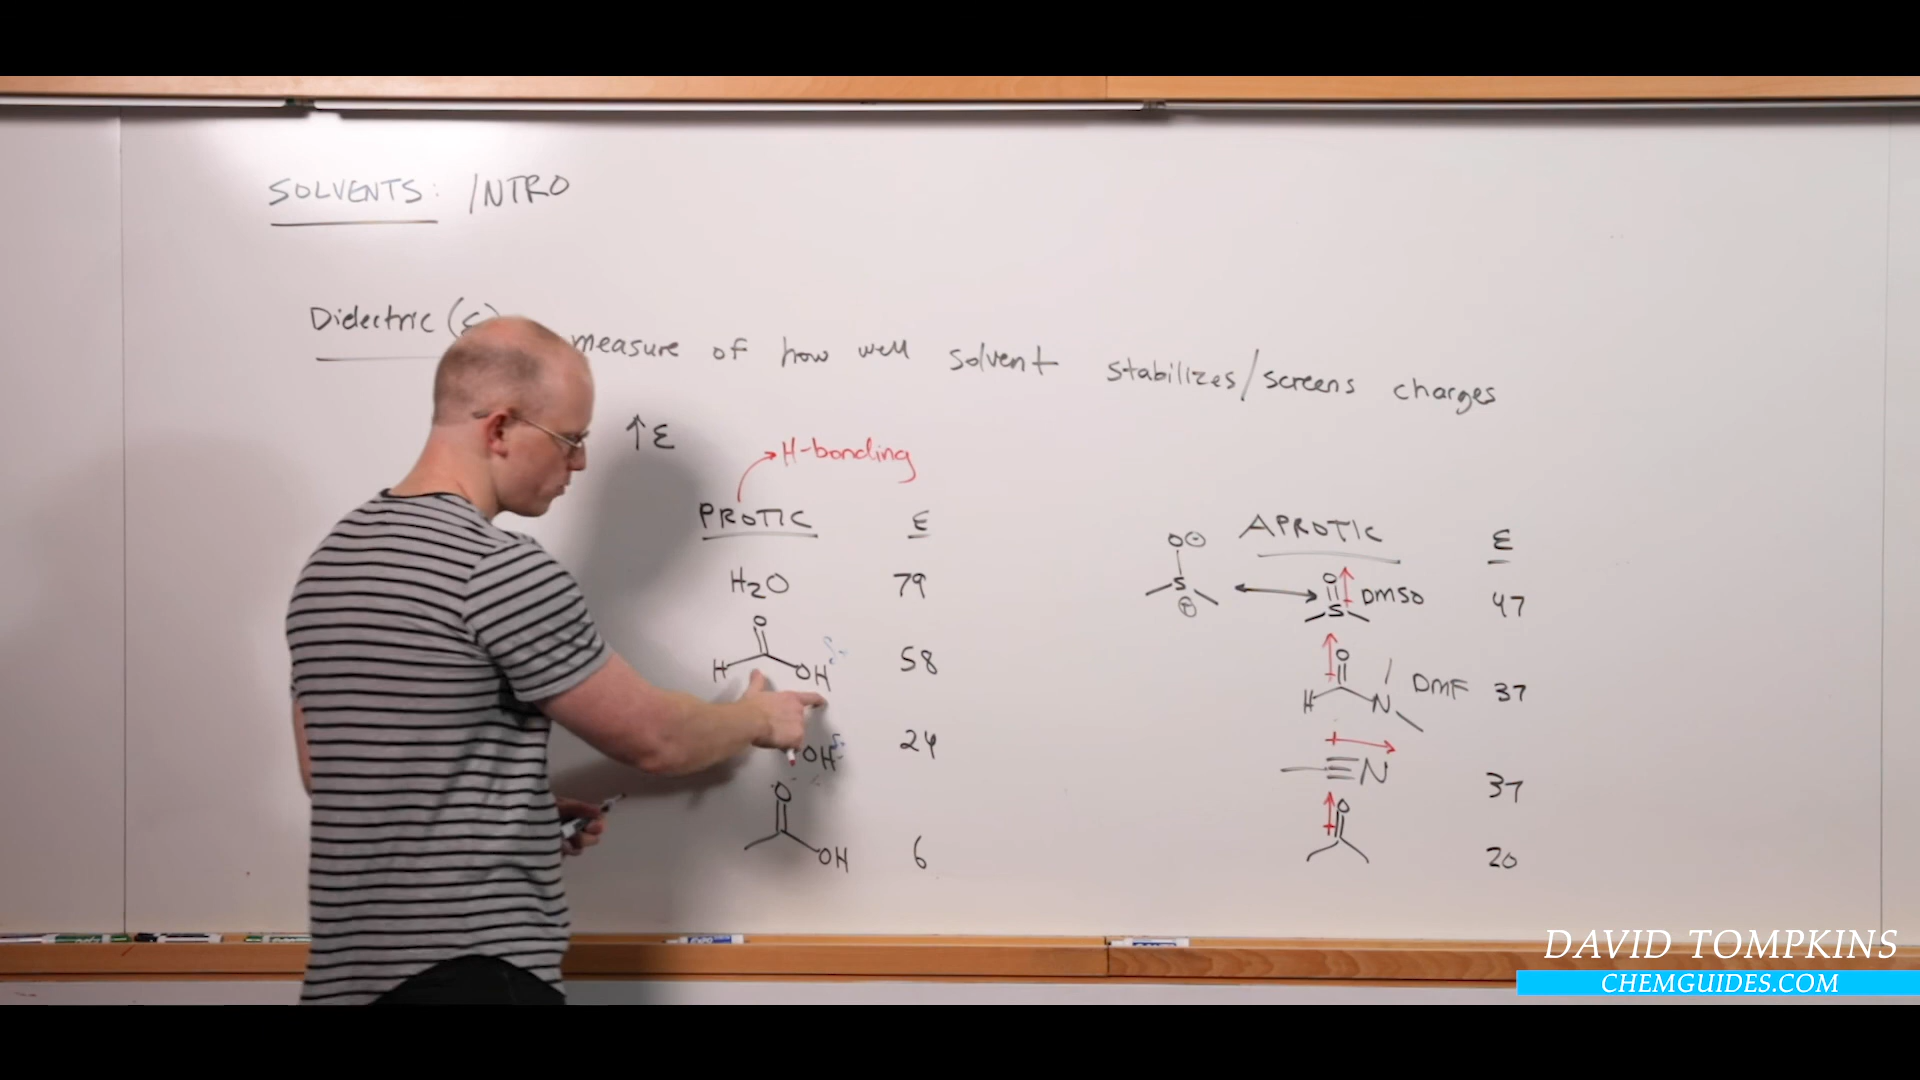 SOLVENTS: INTRO
Dielectric (ε
measure of how well solvent stabilizes/screens charges
↑ε
H-bonding
PROTIC ε
H2O 79
O
H OH 58
OH 24
O
OH 6
APROTIC ε
O⊖
S
⊕
O
S DMSO 47
O
H N DMF 37
N 37
O
20
DAVID TOMPKINS
CHEMGUIDES.COM